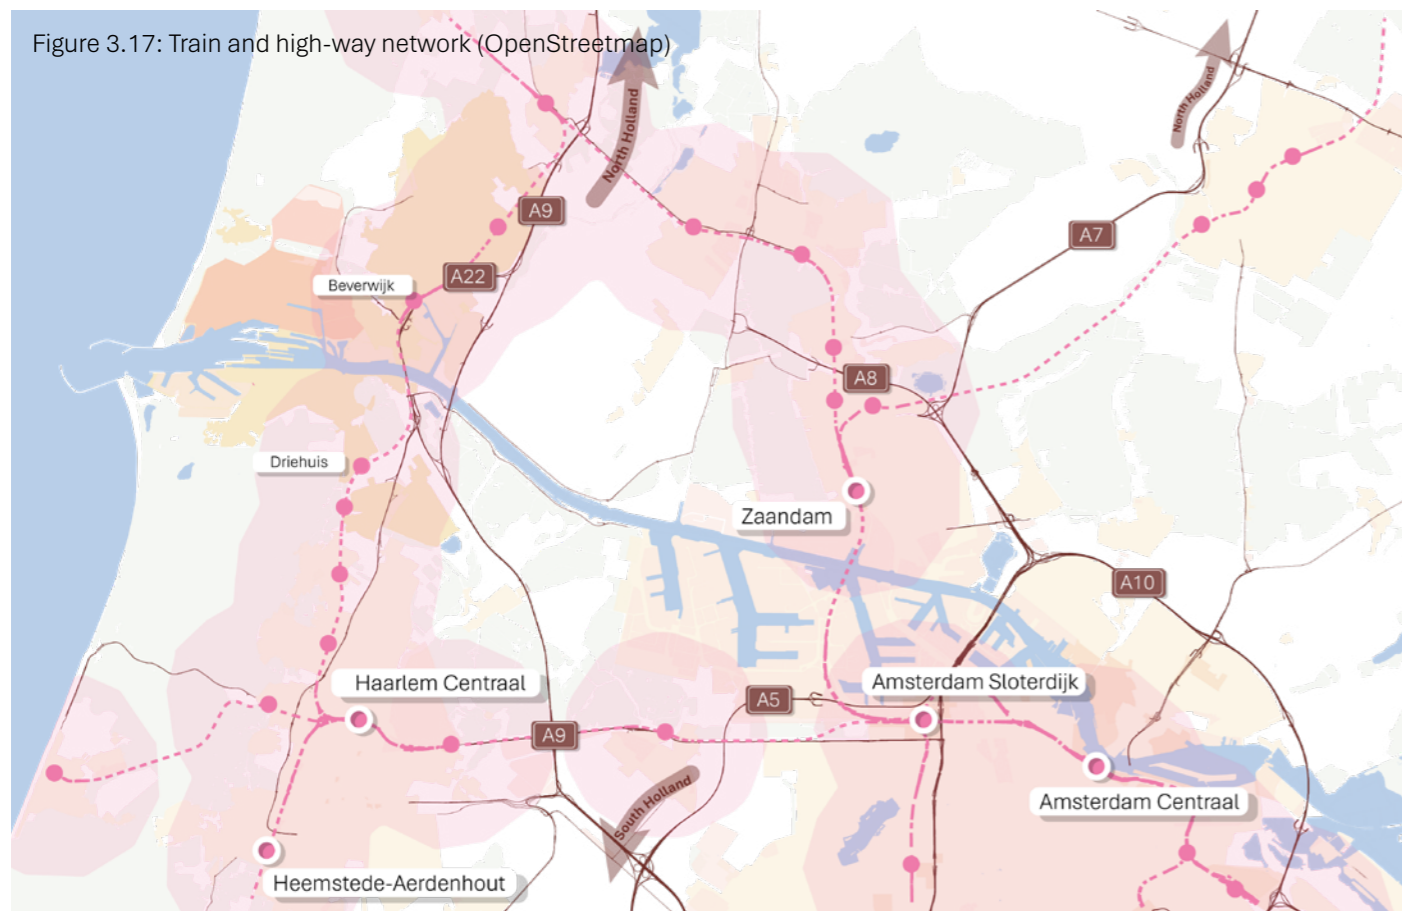 Figure 3.17: Train and high-way network (OpenStreetmap)
North Holland
North Holland
A9
A7
A22
Beverwijk
A8
Driehuis
Zaandam
A10
Haarlem Centraal
Amsterdam Sloterdijk
A5
A9
South Holland
Amsterdam Centraal
Heemstede-Aerdenhout